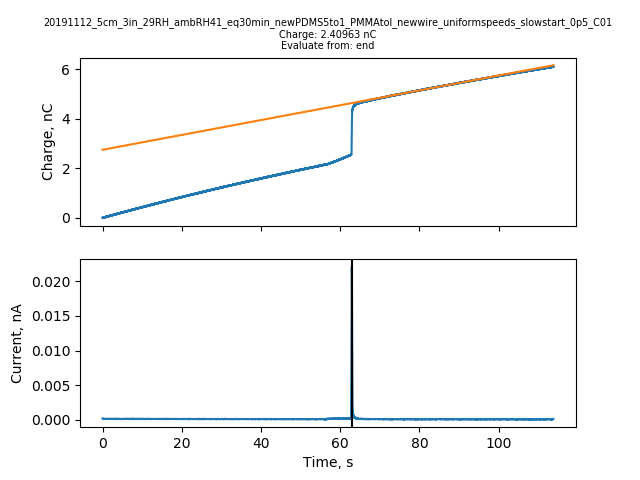 20191112_5cm_3in_29RH_ambRH41_eq30min_newPDMS5to1_PMMAtol_newwire_uniformspeeds_slowstart_0p5_C01
Charge: 2.40963 nC
Evaluate from: end
6
4
2
0
Charge, nC
0.020
0.015
0.010
0.005
0.000
Current, nA
0 20 40 60 80 100
Time, s